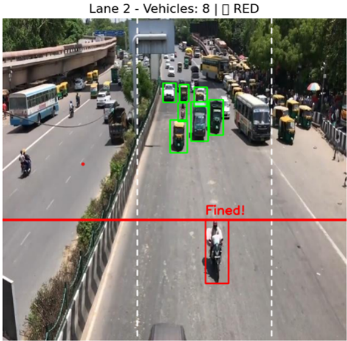 Lane 2 - Vehicles: 8 | ▯ RED
Fined!